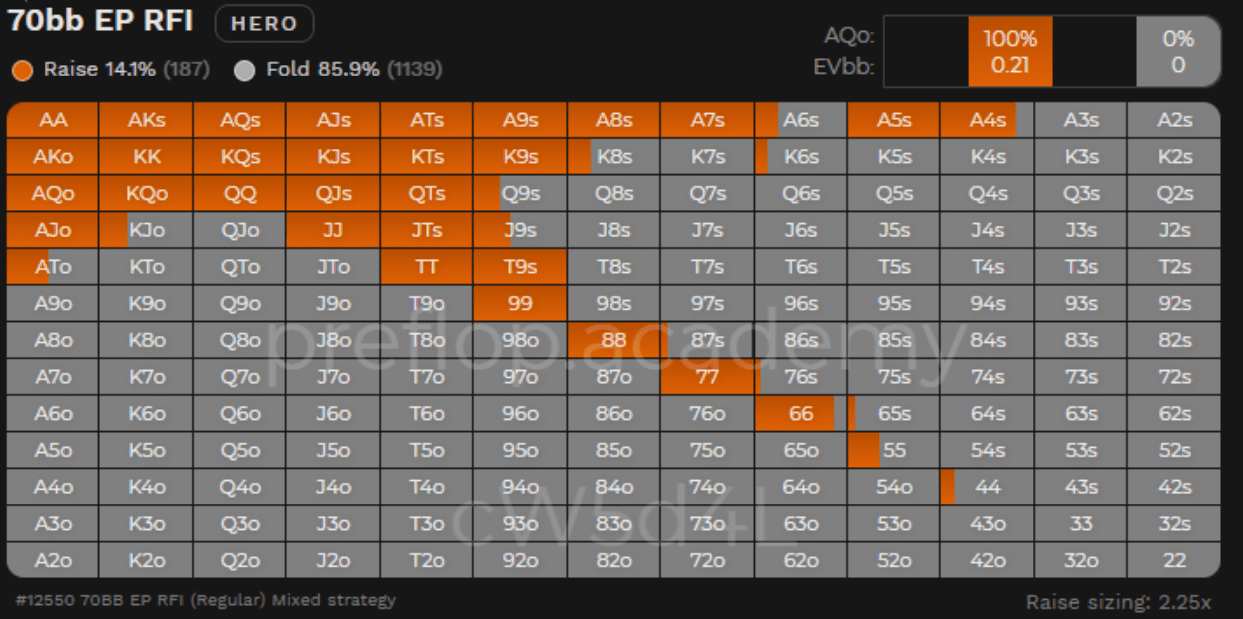 70bb EP RFI HERO
AQo: 100% 0%
EVbb: 0.21 0
Raise 14.1% (187) Fold 85.9% (1139)
AA AKs AQs AJs ATs A9s A8s A7s A6s A5s A4s A3s A2s
AKo KK KQs KJs KTs K9s K8s K7s K6s K5s K4s K3s K2s
AQo KQo QQ QJs QTs Q9s Q8s Q7s Q6s Q5s Q4s Q3s Q2s
AJo KJo QJo JJ JTs J9s J8s J7s J6s J5s J4s J3s J2s
ATo KTo QTo JTo TT T9s T8s T7s T6s T5s T4s T3s T2s
A9o K9o Q9o J9o T9o 99 98s 97s 96s 95s 94s 93s 92s
A8o K8o Q8o J8o T8o 98o 88 87s 86s 85s 84s 83s 82s
preflop.academy
A7o K7o Q7o J7o T7o 97o 87o 77 76s 75s 74s 73s 72s
A6o K6o Q6o J6o T6o 96o 86o 76o 66 65s 64s 63s 62s
A5o K5o Q5o J5o T5o 95o 85o 75o 65o 55 54s 53s 52s
A4o K4o Q4o J4o T4o 94o 84o 74o 64o 54o 44 43s 42s
cW5d4L
A3o K3o Q3o J3o T3o 93o 83o 73o 63o 53o 43o 33 32s
A2o K2o Q2o J2o T2o 92o 82o 72o 62o 52o 42o 32o 22
#12550 70BB EP RFI (Regular) Mixed strategy
Raise sizing: 2.25x